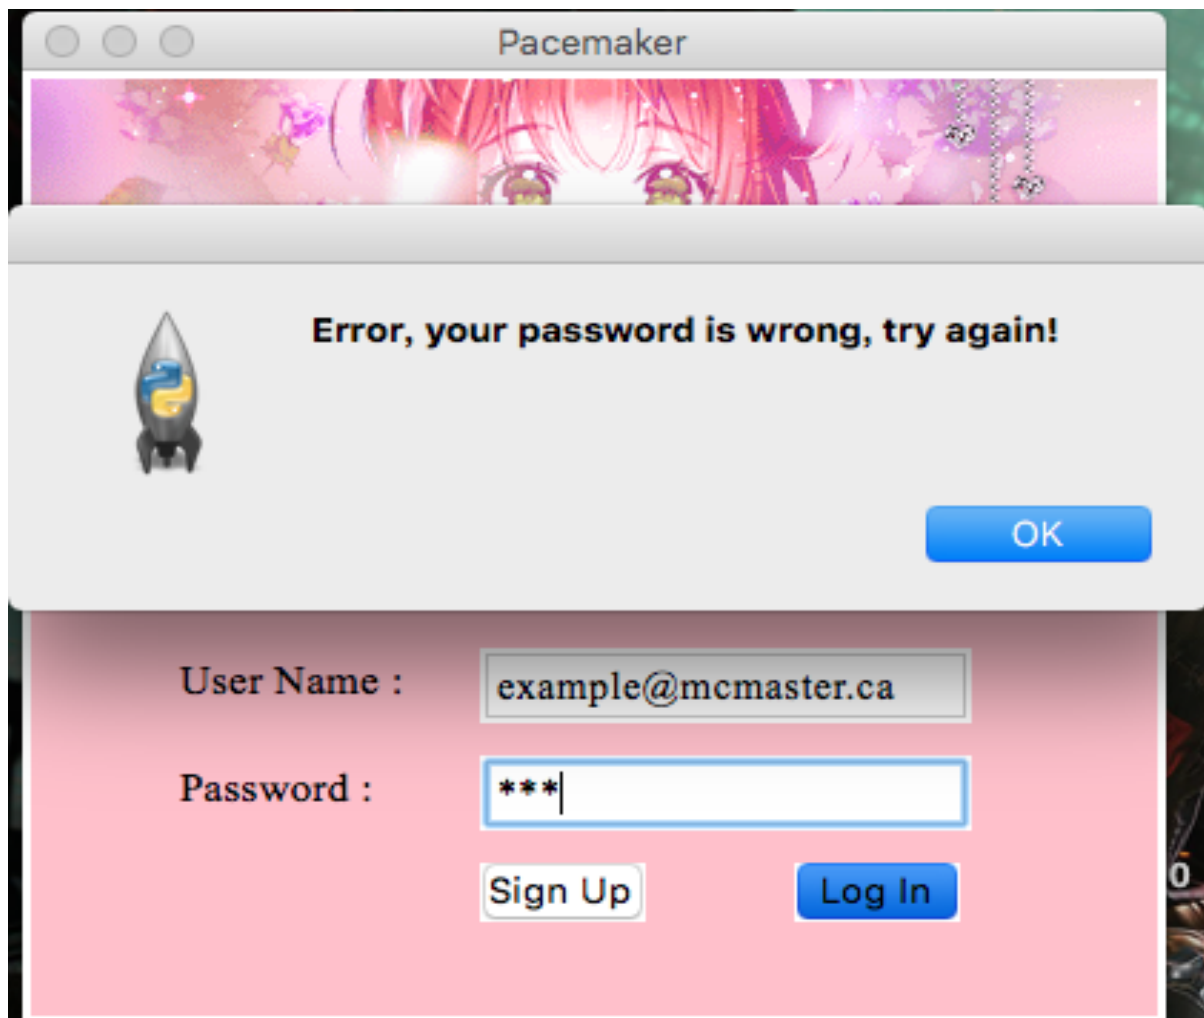 Pacemaker
Error, your password is wrong, try again!
OK
User Name :
example@mcmaster.ca
Password :
***
Sign Up
Log In
0